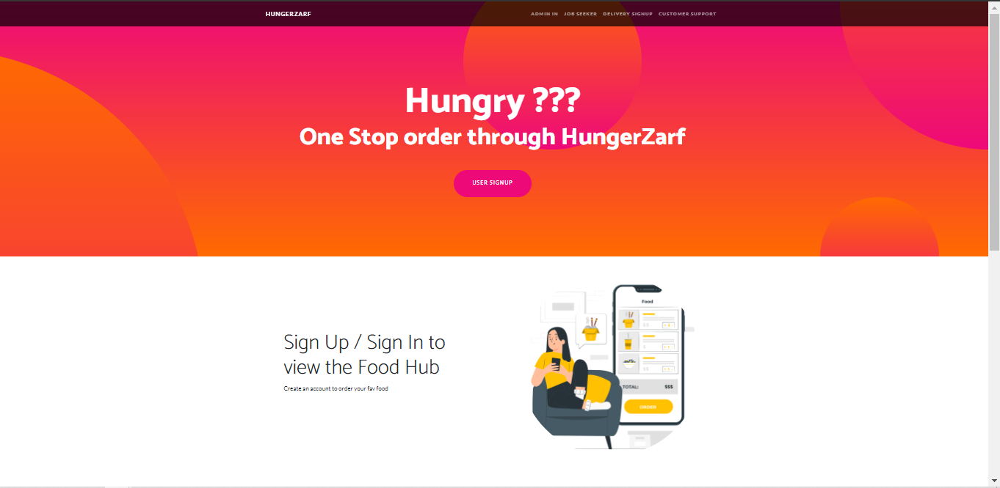 HUNGERZARF
ADMIN IN JOB SEEKER DELIVERY SIGNUP CUSTOMER SUPPORT
Hungry ???
One Stop order through HungerZarf
USER SIGNUP
Sign Up / Sign In to
view the Food Hub
Create an account to order your fav food
Food
TOTAL: $$$
ORDER